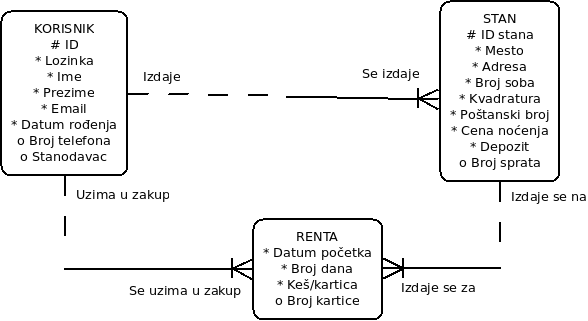 KORISNIK
# ID
* Lozinka
* Ime
* Prezime
* Email
* Datum rođenja
o Broj telefona
o Stanodavac
Izdaje
Se izdaje
STAN
# ID stana
* Mesto
* Adresa
* Broj soba
* Kvadratura
* Poštanski broj
* Cena noćenja
* Depozit
o Broj sprata
Uzima u zakup
Izdaje se na
RENTA
* Datum početka
* Broj dana
* Keš/kartica
o Broj kartice
Se uzima u zakup
Izdaje se za